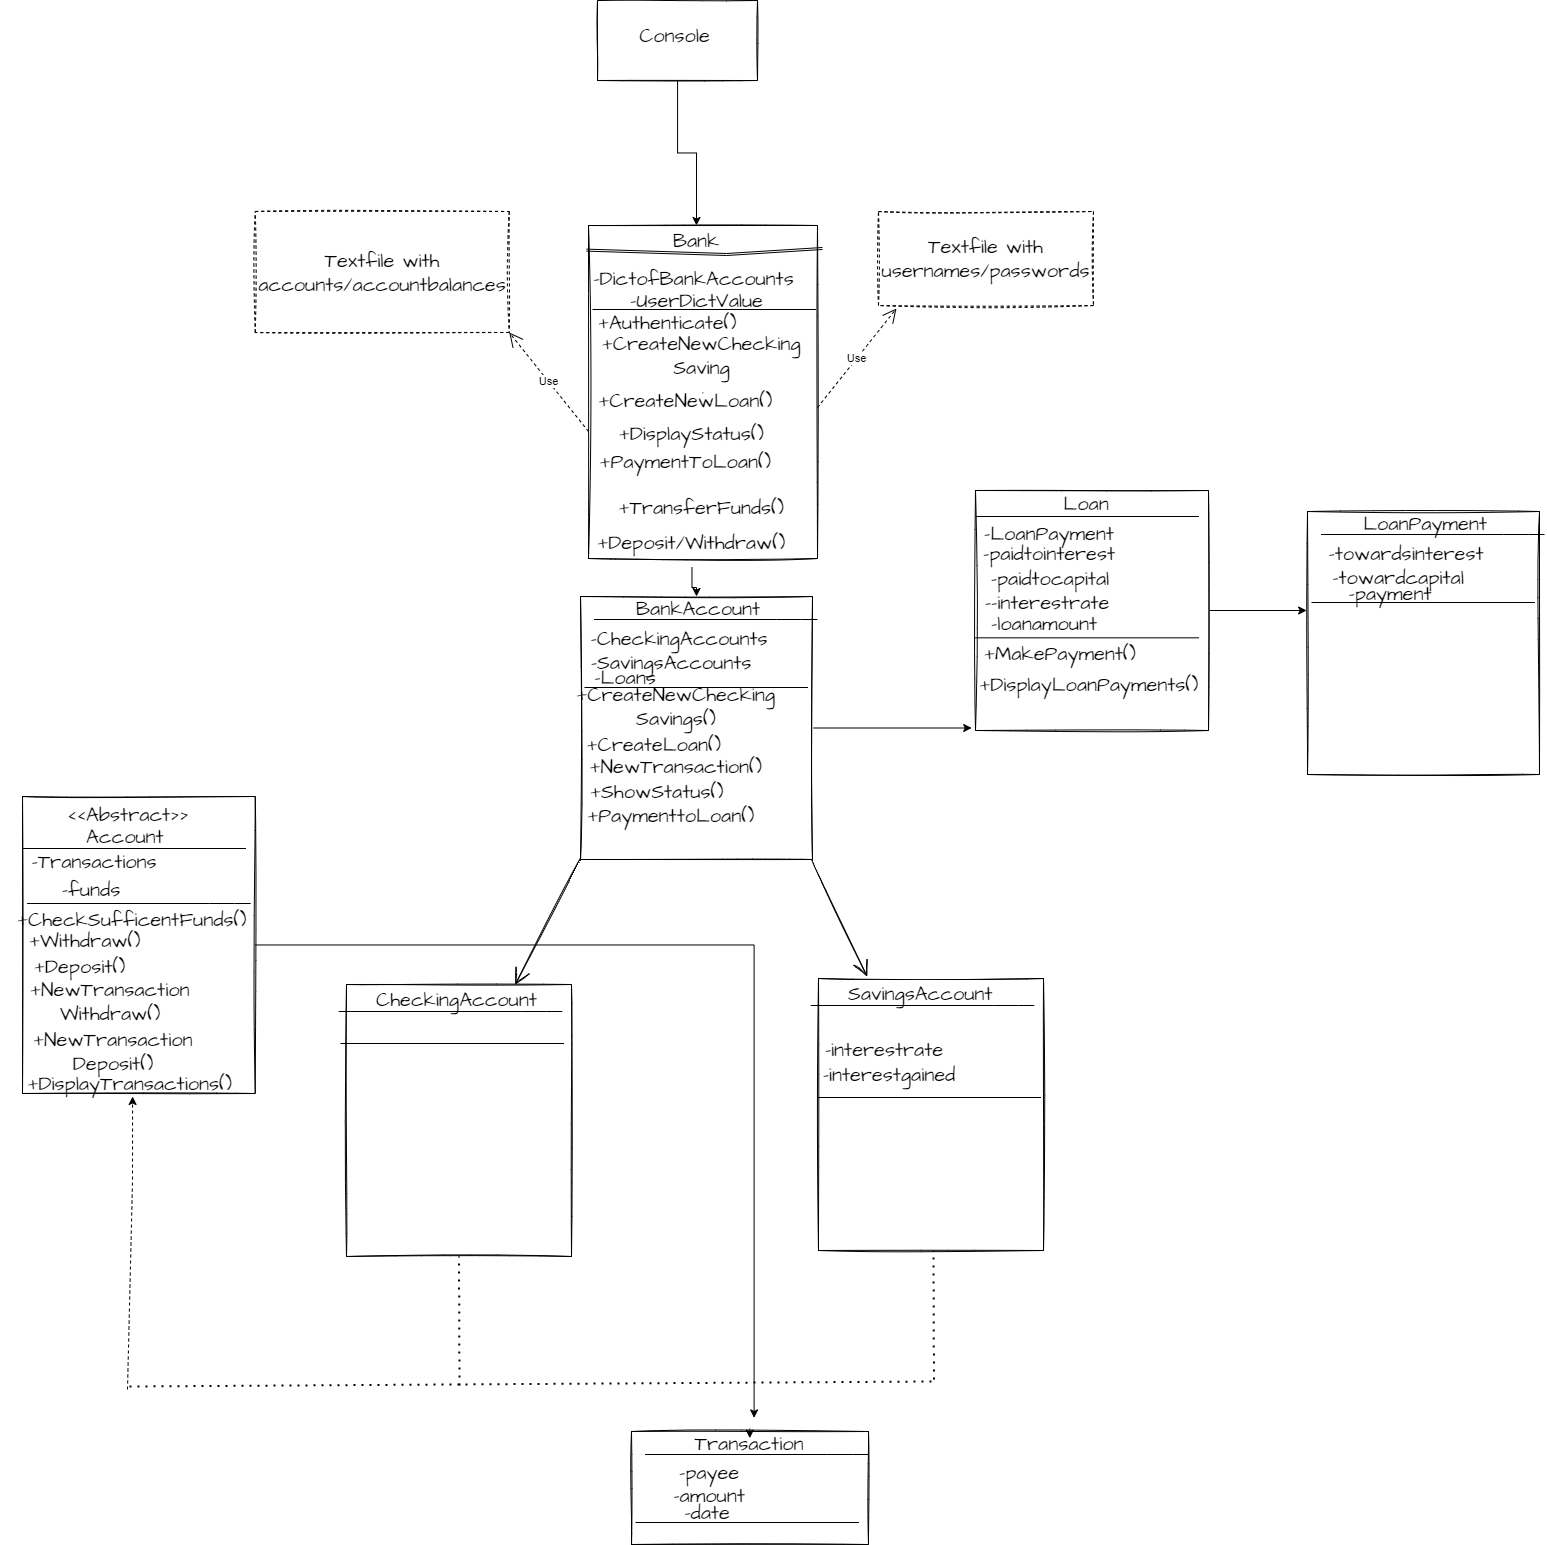 Console
Textfile with
accounts/accountbalances
Use
Bank
-DictofBankAccounts
-UserDictValue
+Authenticate()
+CreateNewChecking
Saving
+CreateNewLoan()
+DisplayStatus()
+PaymentToLoan()
+TransferFunds()
+Deposit/Withdraw()
Textfile with
usernames/passwords
Use
BankAccount
-CheckingAccounts
-SavingsAccounts
-Loans
+CreateNewChecking
Savings()
+CreateLoan()
+NewTransaction()
+ShowStatus()
+PaymenttoLoan()
Loan
-LoanPayment
-paidtointerest
-paidtocapital
--interestrate
-loanamount
+MakePayment()
+DisplayLoanPayments()
LoanPayment
-towardsinterest
-towardcapital
-payment
<<Abstract>>
Account
-Transactions
-funds
+CheckSufficentFunds()
+Withdraw()
+Deposit()
+NewTransaction
Withdraw()
+NewTransaction
Deposit()
+DisplayTransactions()
CheckingAccount
SavingsAccount
-interestrate
-interestgained
Transaction
-payee
-amount
-date